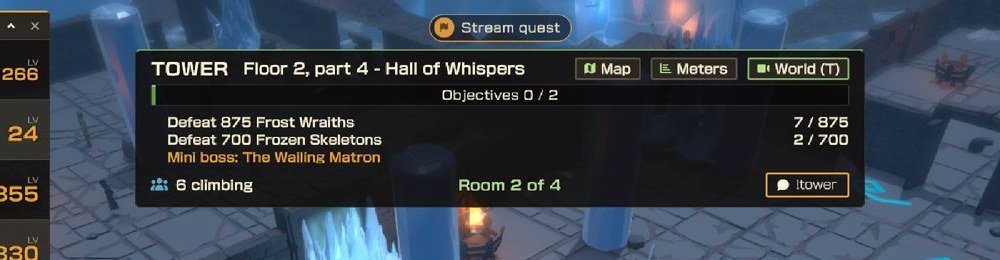 Stream quest
TOWER Floor 2, part 4 - Hall of Whispers
Map
Meters
World (T)
Objectives 0 / 2
Defeat 875 Frost Wraiths 7 / 875
Defeat 700 Frozen Skeletons 2 / 700
Mini boss: The Wailing Matron
6 climbing
Room 2 of 4
!tower
LV
266
LV
24
LV
355
LV
330